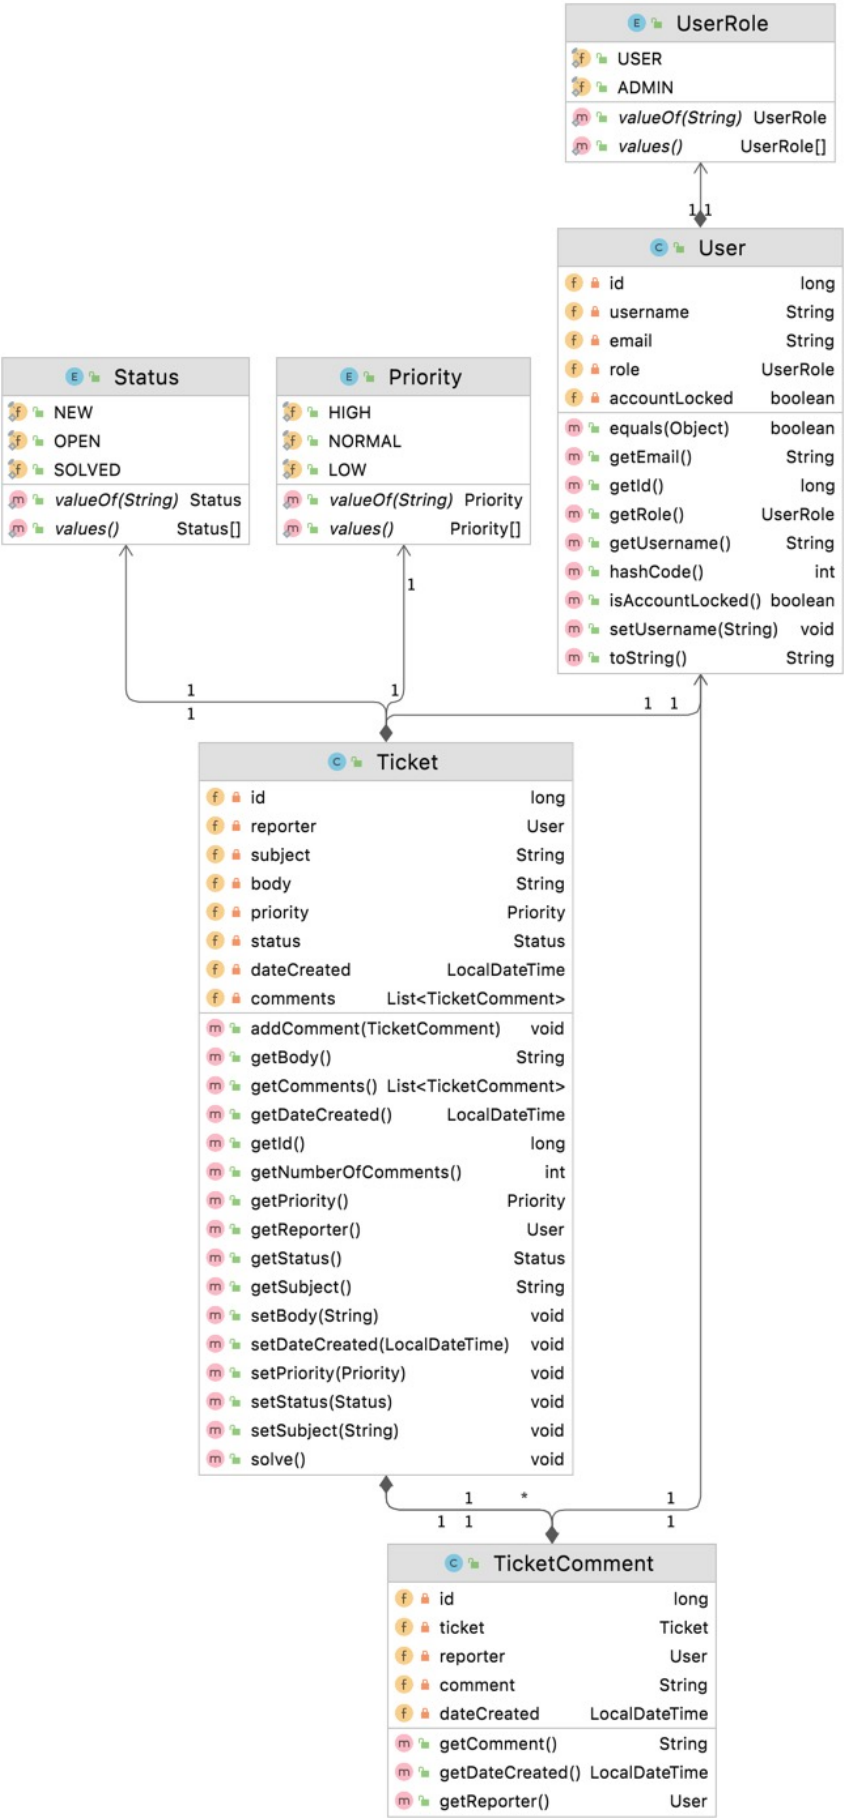 E UserRole
f USER
f ADMIN
m valueOf(String) UserRole
m values() UserRole[]
1 1
C User
f id long
f username String
f email String
f role UserRole
f accountLocked boolean
m equals(Object) boolean
m getEmail() String
m getId() long
m getRole() UserRole
m getUsername() String
m hashCode() int
m isAccountLocked() boolean
m setUsername(String) void
m toString() String
E Status
f NEW
f OPEN
f SOLVED
m valueOf(String) Status
m values() Status[]
E Priority
f HIGH
f NORMAL
f LOW
m valueOf(String) Priority
m values() Priority[]
1
1 1
1
1 1
C Ticket
f id long
f reporter User
f subject String
f body String
f priority Priority
f status Status
f dateCreated LocalDateTime
f comments List<TicketComment>
m addComment(TicketComment) void
m getBody() String
m getComments() List<TicketComment>
m getDateCreated() LocalDateTime
m getId() long
m getNumberOfComments() int
m getPriority() Priority
m getReporter() User
m getStatus() Status
m getSubject() String
m setBody(String) void
m setDateCreated(LocalDateTime) void
m setPriority(Priority) void
m setStatus(Status) void
m setSubject(String) void
m solve() void
1 * 1
1 1 1
C TicketComment
f id long
f ticket Ticket
f reporter User
f comment String
f dateCreated LocalDateTime
m getComment() String
m getDateCreated() LocalDateTime
m getReporter() User